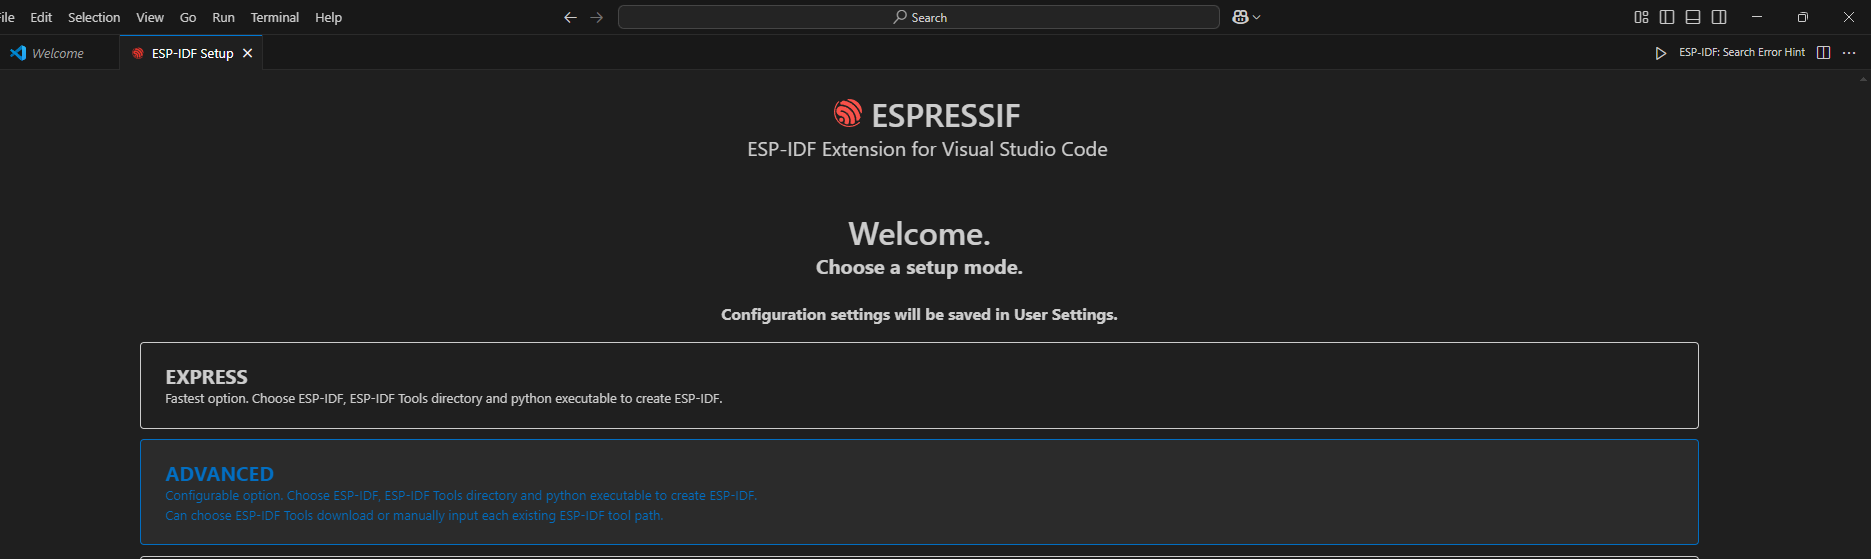 ile Edit Selection View Go Run Terminal Help Search
Welcome ESP-IDF Setup ESP-IDF: Search Error Hint
ESPRESSIF
ESP-IDF Extension for Visual Studio Code
Welcome.
Choose a setup mode.
Configuration settings will be saved in User Settings.
EXPRESS
Fastest option. Choose ESP-IDF, ESP-IDF Tools directory and python executable to create ESP-IDF.
ADVANCED
Configurable option. Choose ESP-IDF, ESP-IDF Tools directory and python executable to create ESP-IDF.
Can choose ESP-IDF Tools download or manually input each existing ESP-IDF tool path.